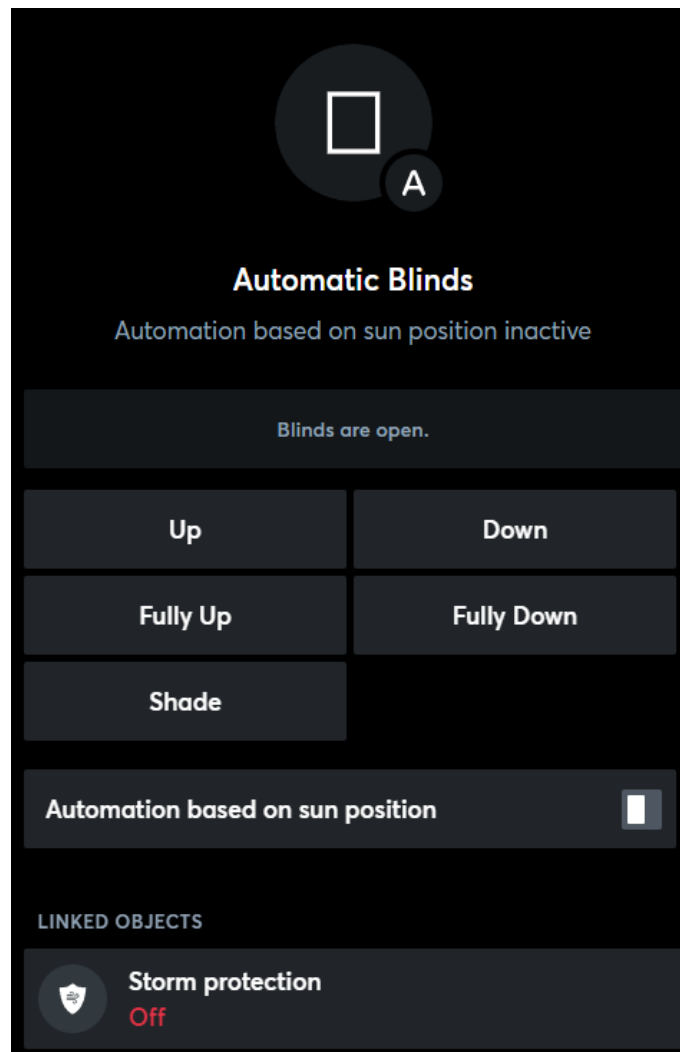 A
Automatic Blinds
Automation based on sun position inactive
Blinds are open.
Up
Down
Fully Up
Fully Down
Shade
Automation based on sun position
LINKED OBJECTS
Storm protection
Off